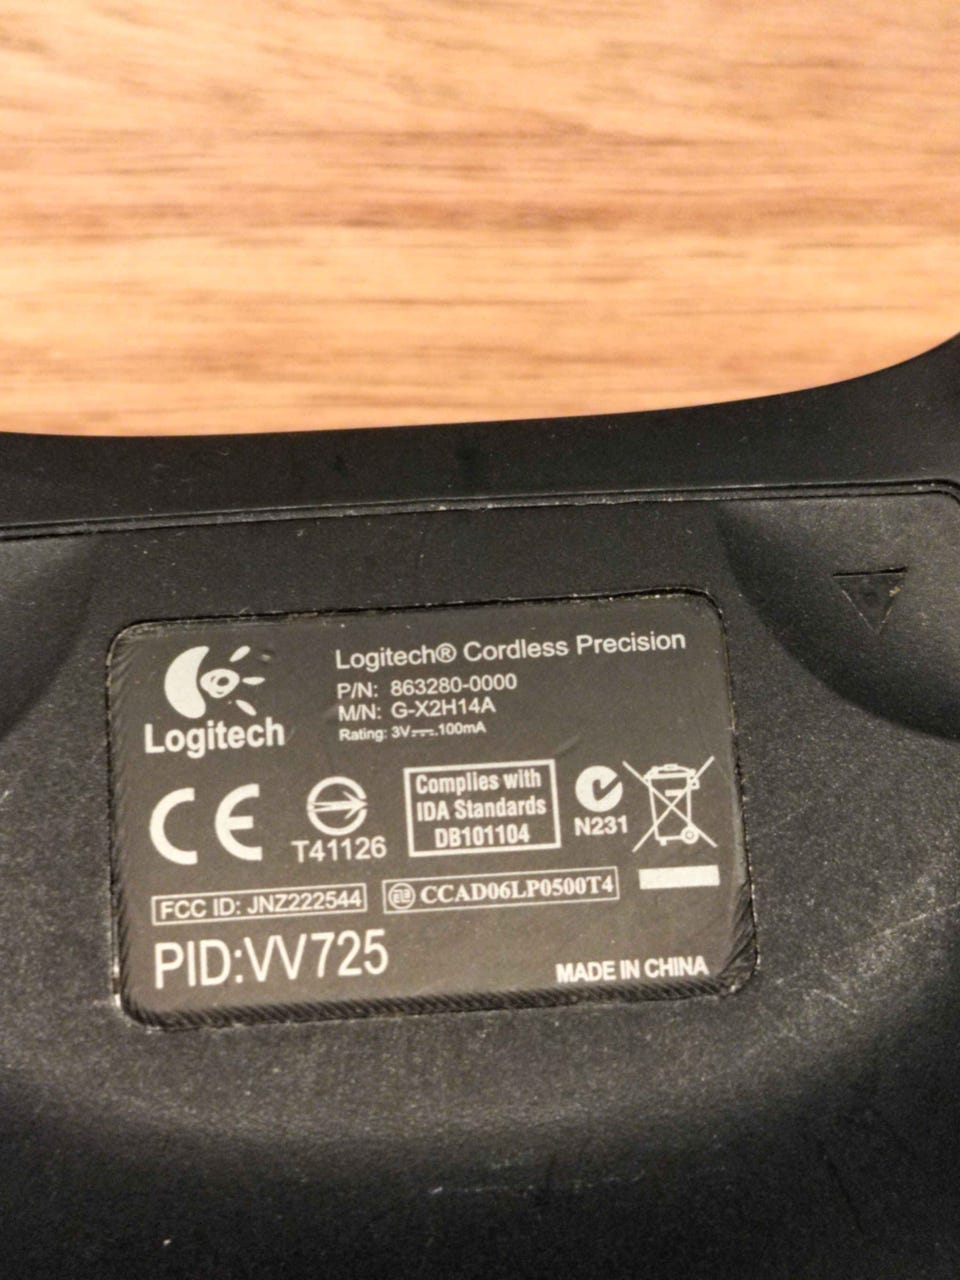 Logitech
Logitech® Cordless Precision
P/N: 863280-0000
M/N: G-X2H14A
Rating: 3V⎓100mA
CE
T41126
Complies with
IDA Standards
DB101104
N231
FCC ID: JNZ222544
CCAD06LP0500T4
PID:VV725
MADE IN CHINA